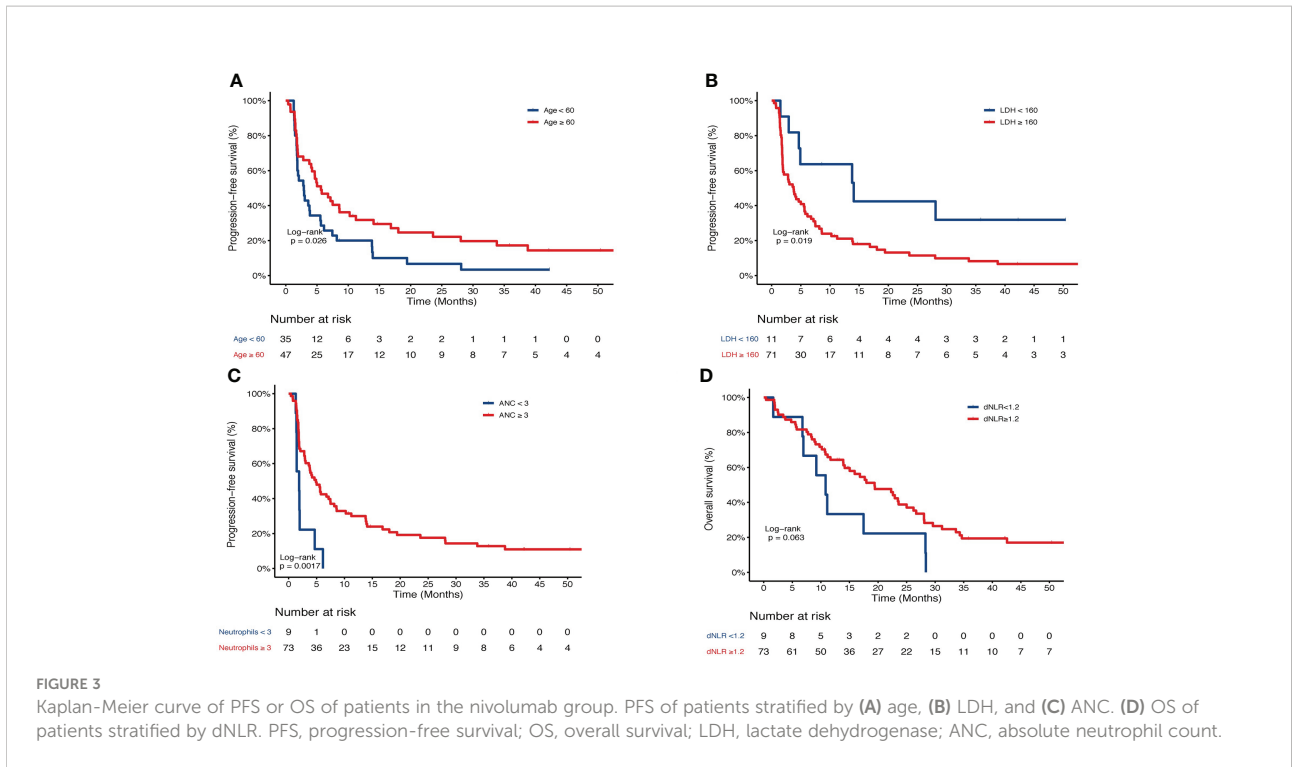 A
Age < 60
Age ≥ 60
Progression−free survival (%)
100%
80%
60%
40%
20%
0%
Log−rank
p = 0.026
0 5 10 15 20 25 30 35 40 45 50
Time (Months)
Number at risk
Age < 60 35 12 6 3 2 2 1 1 1 0 0
Age ≥ 60 47 25 17 12 10 9 8 7 5 4 4
B
LDH < 160
LDH ≥ 160
Progression−free survival (%)
100%
80%
60%
40%
20%
0%
Log−rank
p = 0.019
0 5 10 15 20 25 30 35 40 45 50
Time (Months)
Number at risk
LDH < 160 11 7 6 4 4 4 3 3 2 1 1
LDH ≥ 160 71 30 17 11 8 7 6 5 4 3 3
C
ANC < 3
ANC ≥ 3
Progression−free survival (%)
100%
80%
60%
40%
20%
0%
Log−rank
p = 0.0017
0 5 10 15 20 25 30 35 40 45 50
Time (Months)
Number at risk
Neutrophils < 3 9 1 0 0 0 0 0 0 0 0 0
Neutrophils ≥ 3 73 36 23 15 12 11 9 8 6 4 4
D
dNLR<1.2
dNLR≥1.2
Overall survival (%)
100%
80%
60%
40%
20%
0%
Log−rank
p = 0.063
0 5 10 15 20 25 30 35 40 45 50
Time (Months)
Number at risk
dNLR <1.2 9 8 5 3 2 2 0 0 0 0 0
dNLR ≥1.2 73 61 50 36 27 22 15 11 10 7 7
FIGURE 3
Kaplan-Meier curve of PFS or OS of patients in the nivolumab group. PFS of patients stratified by (A) age, (B) LDH, and (C) ANC. (D) OS of
patients stratified by dNLR. PFS, progression-free survival; OS, overall survival; LDH, lactate dehydrogenase; ANC, absolute neutrophil count.